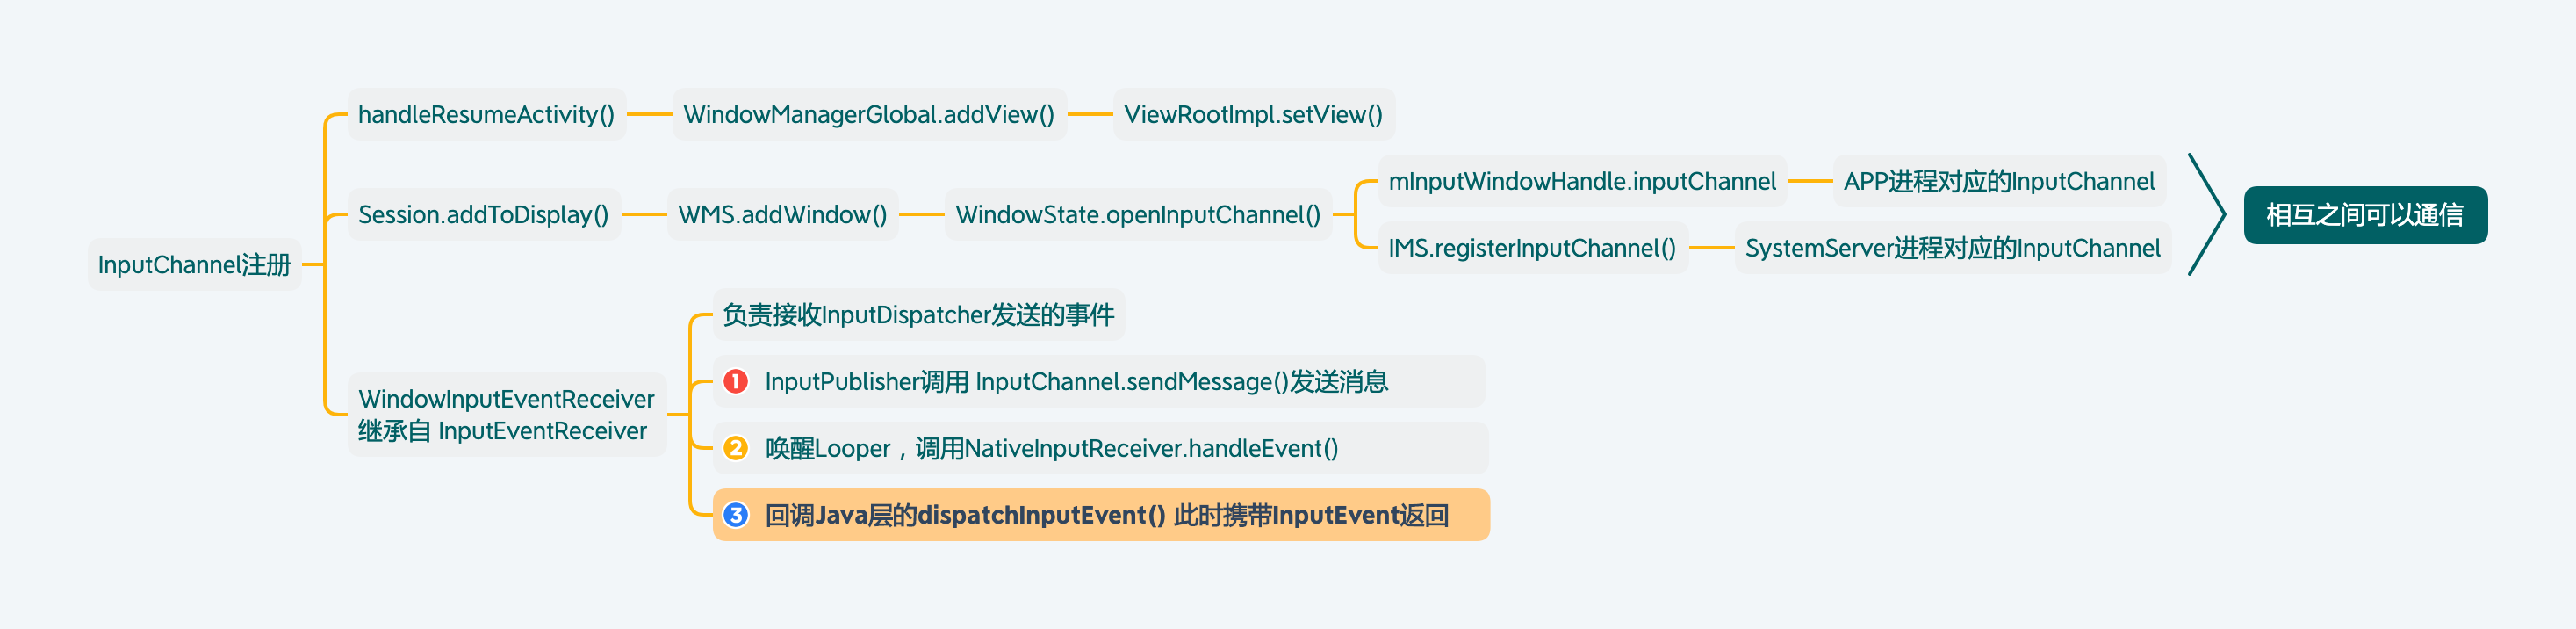 InputChannel注册
handleResumeActivity()
WindowManagerGlobal.addView()
ViewRootImpl.setView()
Session.addToDisplay()
WMS.addWindow()
WindowState.openInputChannel()
mInputWindowHandle.inputChannel
APP进程对应的InputChannel
IMS.registerInputChannel()
SystemServer进程对应的InputChannel
相互之间可以通信
WindowInputEventReceiver
继承自 InputEventReceiver
负责接收InputDispatcher发送的事件
1 InputPublisher调用 InputChannel.sendMessage()发送消息
2 唤醒Looper，调用NativeInputReceiver.handleEvent()
3 回调Java层的dispatchInputEvent() 此时携带InputEvent返回